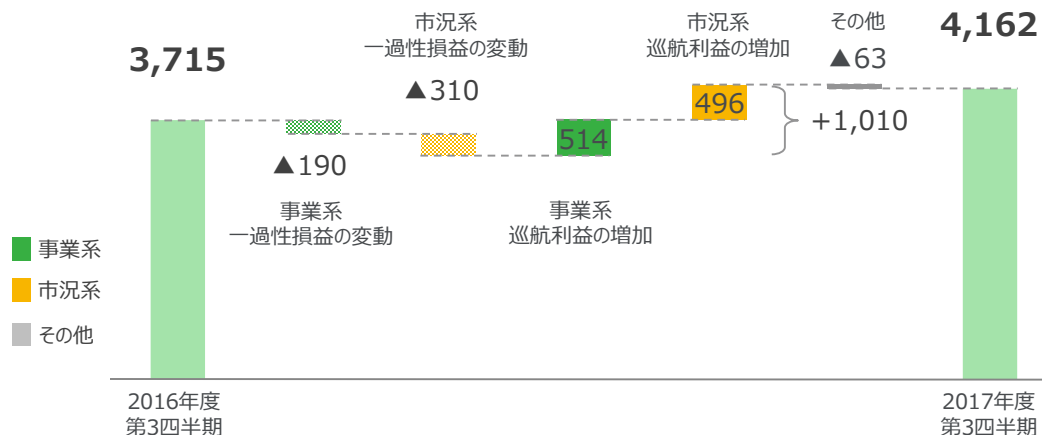 3,715
市況系
一過性損益の変動
▲310
市況系
巡航利益の増加
496
その他
▲63
4,162
+1,010
▲190
事業系
一過性損益の変動
514
事業系
巡航利益の増加
事業系
市況系
その他
2016年度
第3四半期
2017年度
第3四半期